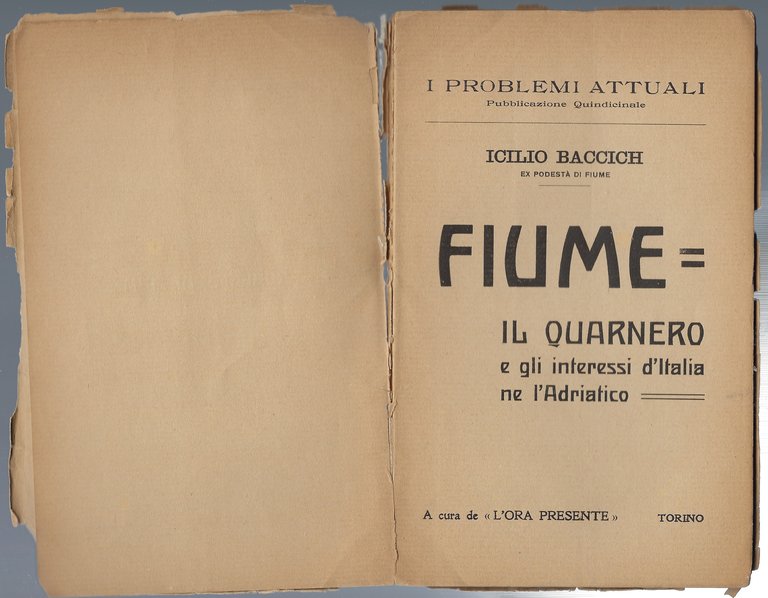 I PROBLEMI ATTUALI
Pubblicazione Quindicinale
ICILIO BACCICH
EX PODESTÀ DI FIUME
FIUME =
IL QUARNERO
e gli interessi d'Italia
ne l'Adriatico
A cura de « L'ORA PRESENTE » TORINO